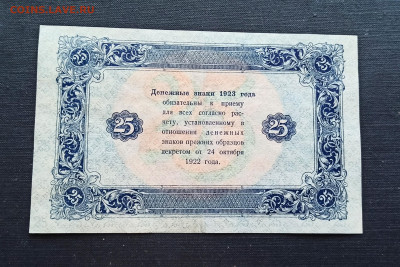 COINS.LAVE.RU
25 25
Денежные знаки 1923 года
обязательны к приему
для всех согласно рас-
чету, установленному в
отношении денежных
знаков прежних образцов
декретом от 24 октября
1922 года.
25 25
25 25